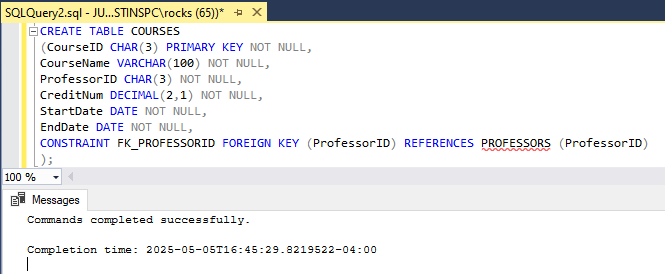 SQLQuery2.sql - JU...STINSPC\rocks (65))*
CREATE TABLE COURSES
(CourseID CHAR(3) PRIMARY KEY NOT NULL,
CourseName VARCHAR(100) NOT NULL,
ProfessorID CHAR(3) NOT NULL,
CreditNum DECIMAL(2,1) NOT NULL,
StartDate DATE NOT NULL,
EndDate DATE NOT NULL,
CONSTRAINT FK_PROFESSORID FOREIGN KEY (ProfessorID) REFERENCES PROFESSORS (ProfessorID)
);
100 %
Messages
Commands completed successfully.
Completion time: 2025-05-05T16:45:29.8219522-04:00